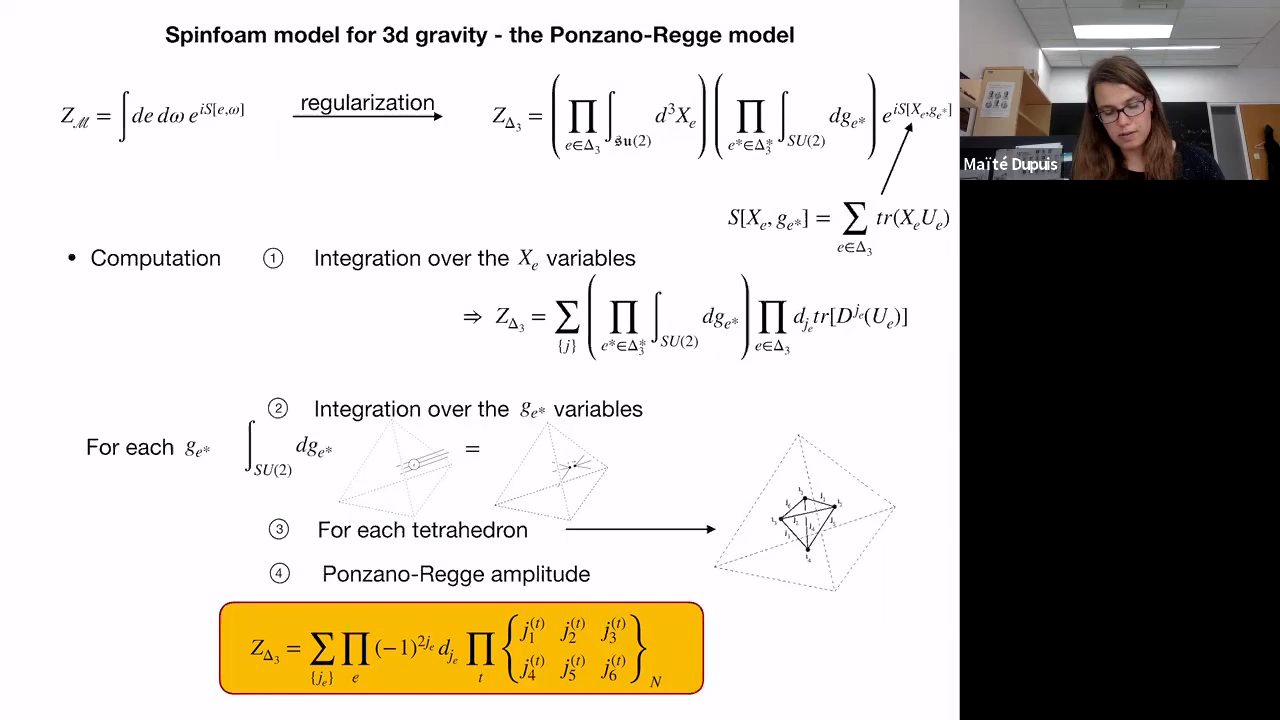 Spinfoam model for 3d gravity - the Ponzano-Regge model
Z_ℳ = ∫ de dω e^{iS[e,ω]}
regularization
Z_{Δ_3} = ( ∏_{e∈Δ_3} ∫_{𝔰𝔲(2)} d^3X_e ) ( ∏_{e*∈Δ_3^*} ∫_{SU(2)} dg_{e*} ) e^{iS[X_e,g_{e*}]}
Maïté Dupuis
S[X_e, g_{e*}] = ∑_{e∈Δ_3} tr(X_e U_e)
• Computation ① Integration over the X_e variables
⇒ Z_{Δ_3} = ∑_{{j}} ( ∏_{e*∈Δ_3^*} ∫_{SU(2)} dg_{e*} ) ∏_{e∈Δ_3} d_{j_e} tr[D^{j_e}(U_e)]
② Integration over the g_{e*} variables
For each g_{e*} ∫_{SU(2)} dg_{e*} =
③ For each tetrahedron
④ Ponzano-Regge amplitude
Z_{Δ_3} = ∑_{{j_e}} ∏_e (-1)^{2j_e} d_{j_e} ∏_t { j_1^{(t)} j_2^{(t)} j_3^{(t)}
j_4^{(t)} j_5^{(t)} j_6^{(t)} }_N